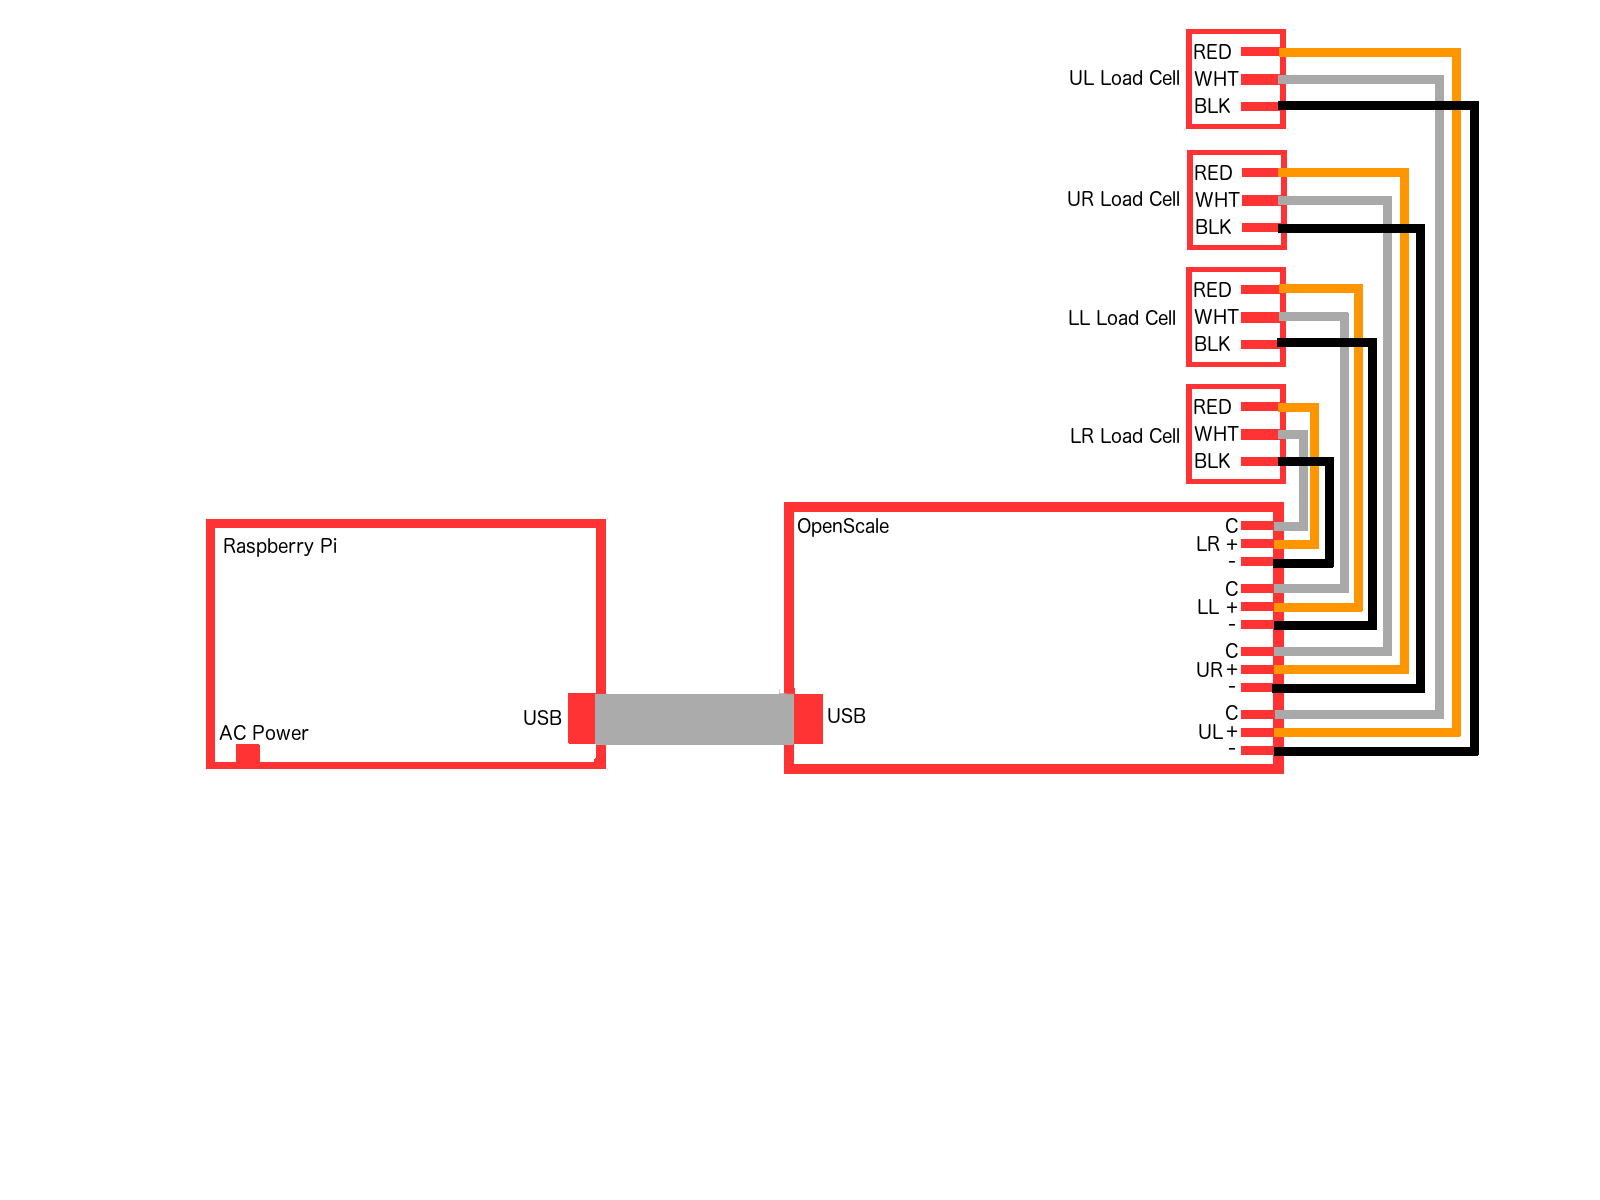 RED
UL Load Cell WHT
BLK
RED
UR Load Cell WHT
BLK
RED
LL Load Cell WHT
BLK
RED
LR Load Cell WHT
BLK
OpenScale
C
LR +
-
C
LL +
-
C
UR +
-
C
UL +
-
USB
Raspberry Pi
USB
AC Power